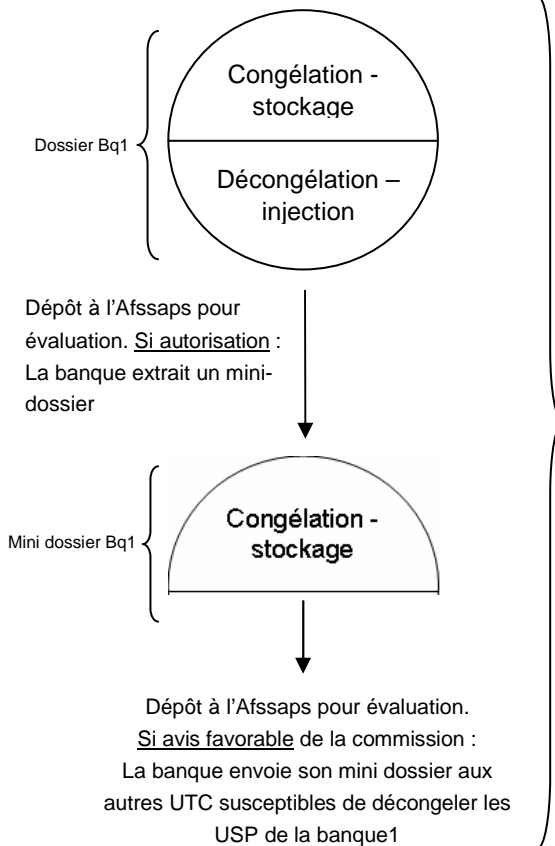 Congélation -
stockage
Dossier Bq1
Décongélation –
injection
Dépôt à l'Afssaps pour
évaluation. Si autorisation :
La banque extrait un mini-
dossier
Congélation -
stockage
Mini dossier Bq1
Dépôt à l'Afssaps pour évaluation.
Si avis favorable de la commission :
La banque envoie son mini dossier aux
autres UTC susceptibles de décongeler les
USP de la banque1